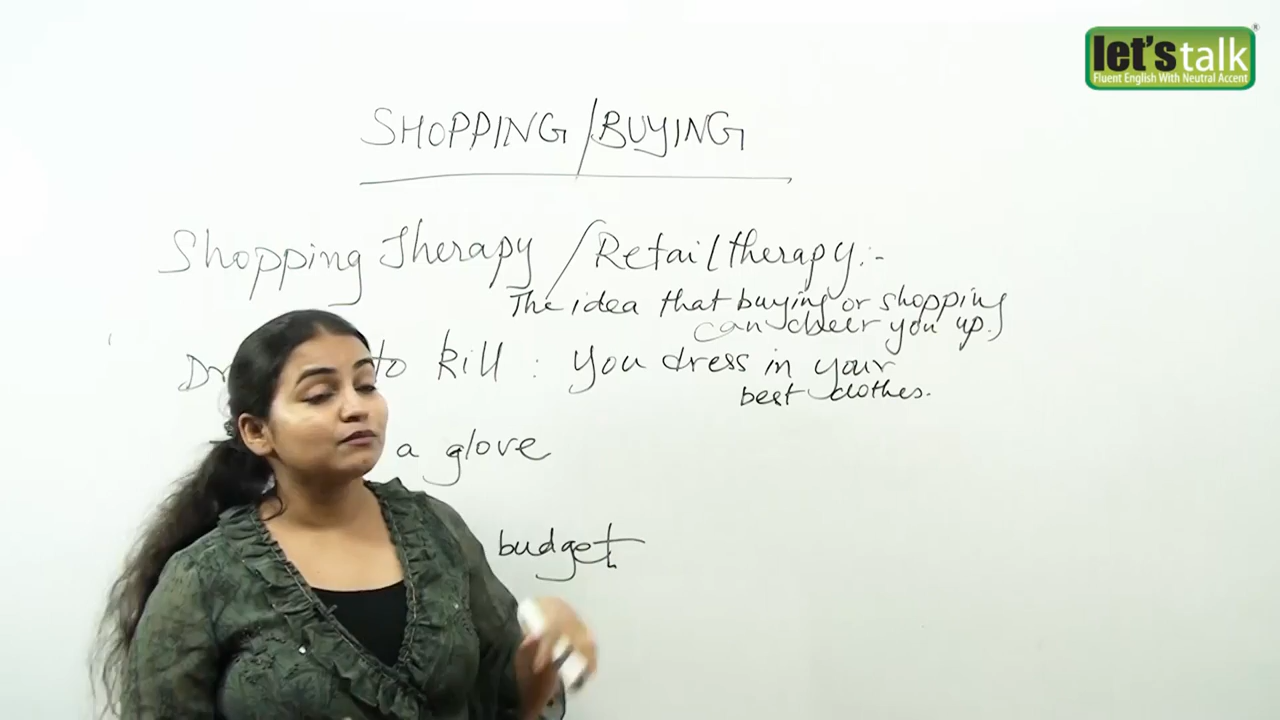 let's talk
Fluent English With Neutral Accent
SHOPPING/BUYING
Shopping Therapy/Retail therapy:-
The idea that buying or shopping
can cheer you up.
to kill : You dress in your
best clothes.
a glove
budget